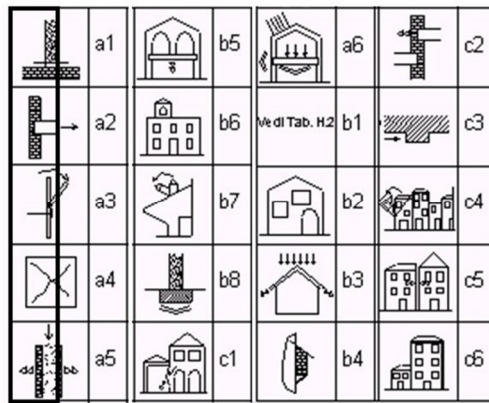 a1 b5 a6 c2
a2 b6 Vedi Tab. H.2 b1 c3
a3 b7 b2 c4
a4 b8 b3 c5
a5 c1 b4 c6